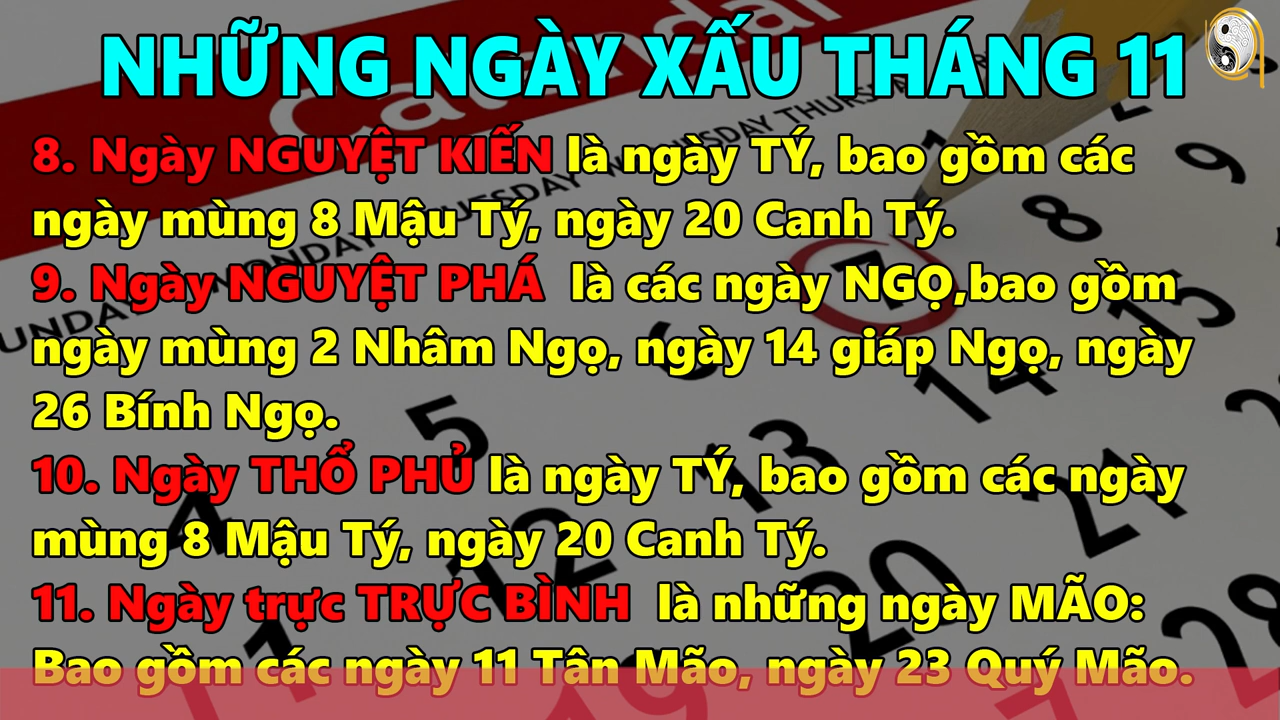 NHỮNG NGÀY XẤU THÁNG 11
8. Ngày NGUYỆT KIẾN là ngày TÝ, bao gồm các
ngày mùng 8 Mậu Tý, ngày 20 Canh Tý.
9. Ngày NGUYỆT PHÁ là các ngày NGỌ,bao gồm
ngày mùng 2 Nhâm Ngọ, ngày 14 giáp Ngọ, ngày
26 Bính Ngọ.
10. Ngày THỔ PHỦ là ngày TÝ, bao gồm các ngày
mùng 8 Mậu Tý, ngày 20 Canh Tý.
11. Ngày trực TRỰC BÌNH là những ngày MÃO:
Bao gồm các ngày 11 Tân Mão, ngày 23 Quý Mão.